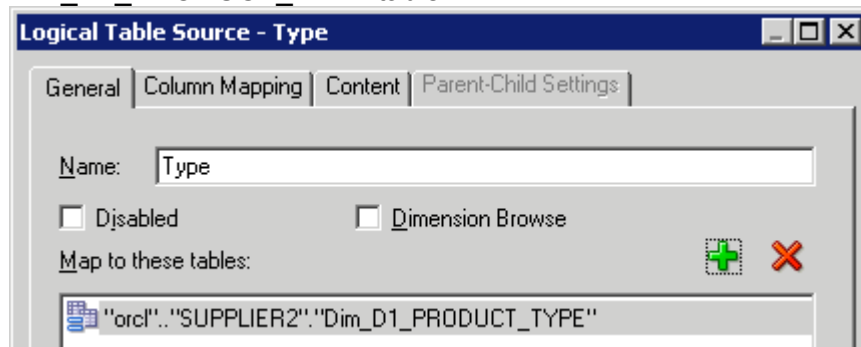 Logical Table Source - Type
General Column Mapping Content Parent-Child Settings
Name: Type
Disabled Dimension Browse
Map to these tables:
"orcl".."SUPPLIER2"."Dim_D1_PRODUCT_TYPE"